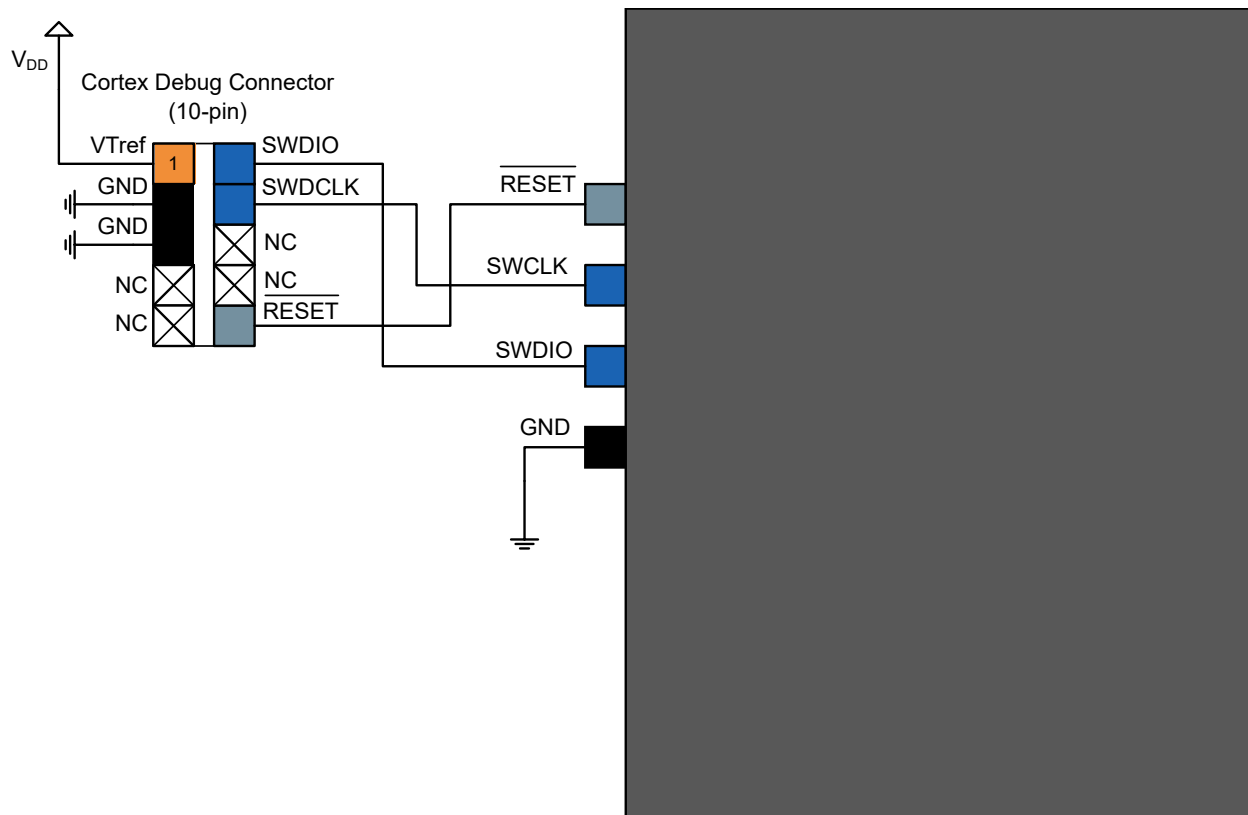 V_DD
Cortex Debug Connector
(10-pin)
VTref
1
SWDIO
GND
SWDCLK
GND
NC
NC
NC
NC
RESET
RESET
SWCLK
SWDIO
GND